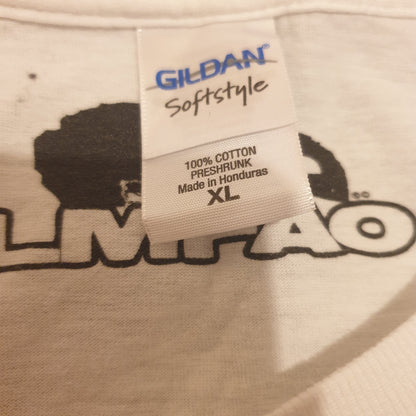 GILDAN®
Softstyle
100% COTTON
PRESHRUNK
Made in Honduras
XL
LMFAO